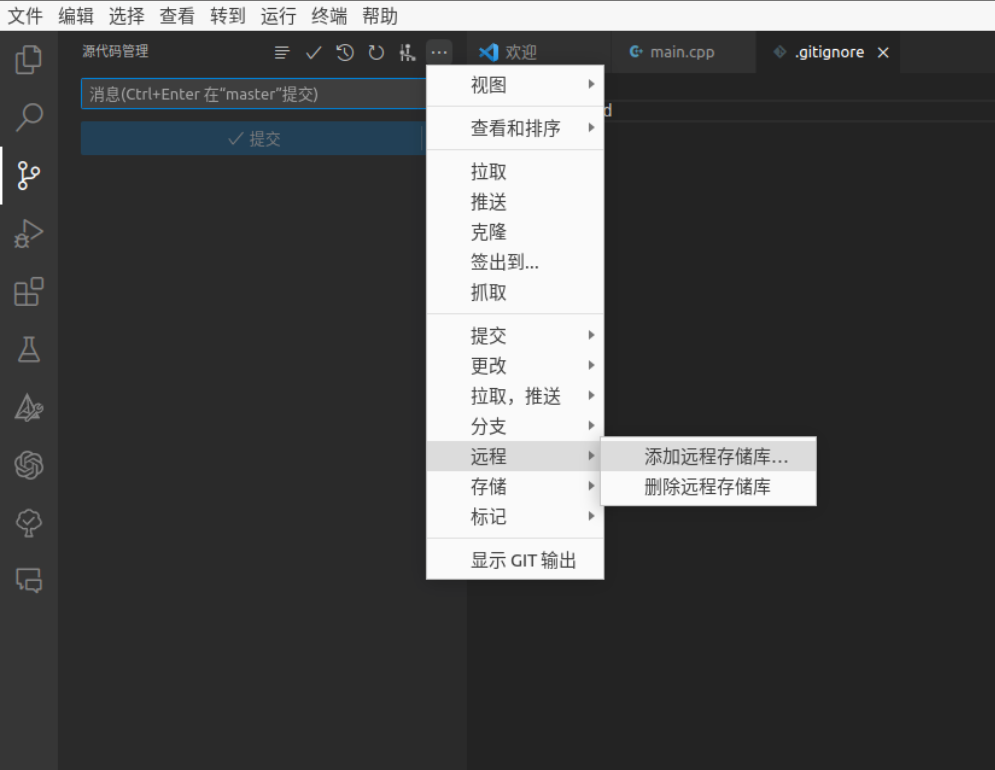 文件 编辑 选择 查看 转到 运行 终端 帮助
源代码管理
欢迎
main.cpp
.gitignore
消息(Ctrl+Enter 在“master”提交)
提交
d
视图
查看和排序
拉取
推送
克隆
签出到...
抓取
提交
更改
拉取，推送
分支
远程
存储
标记
显示 GIT 输出
添加远程存储库…
删除远程存储库